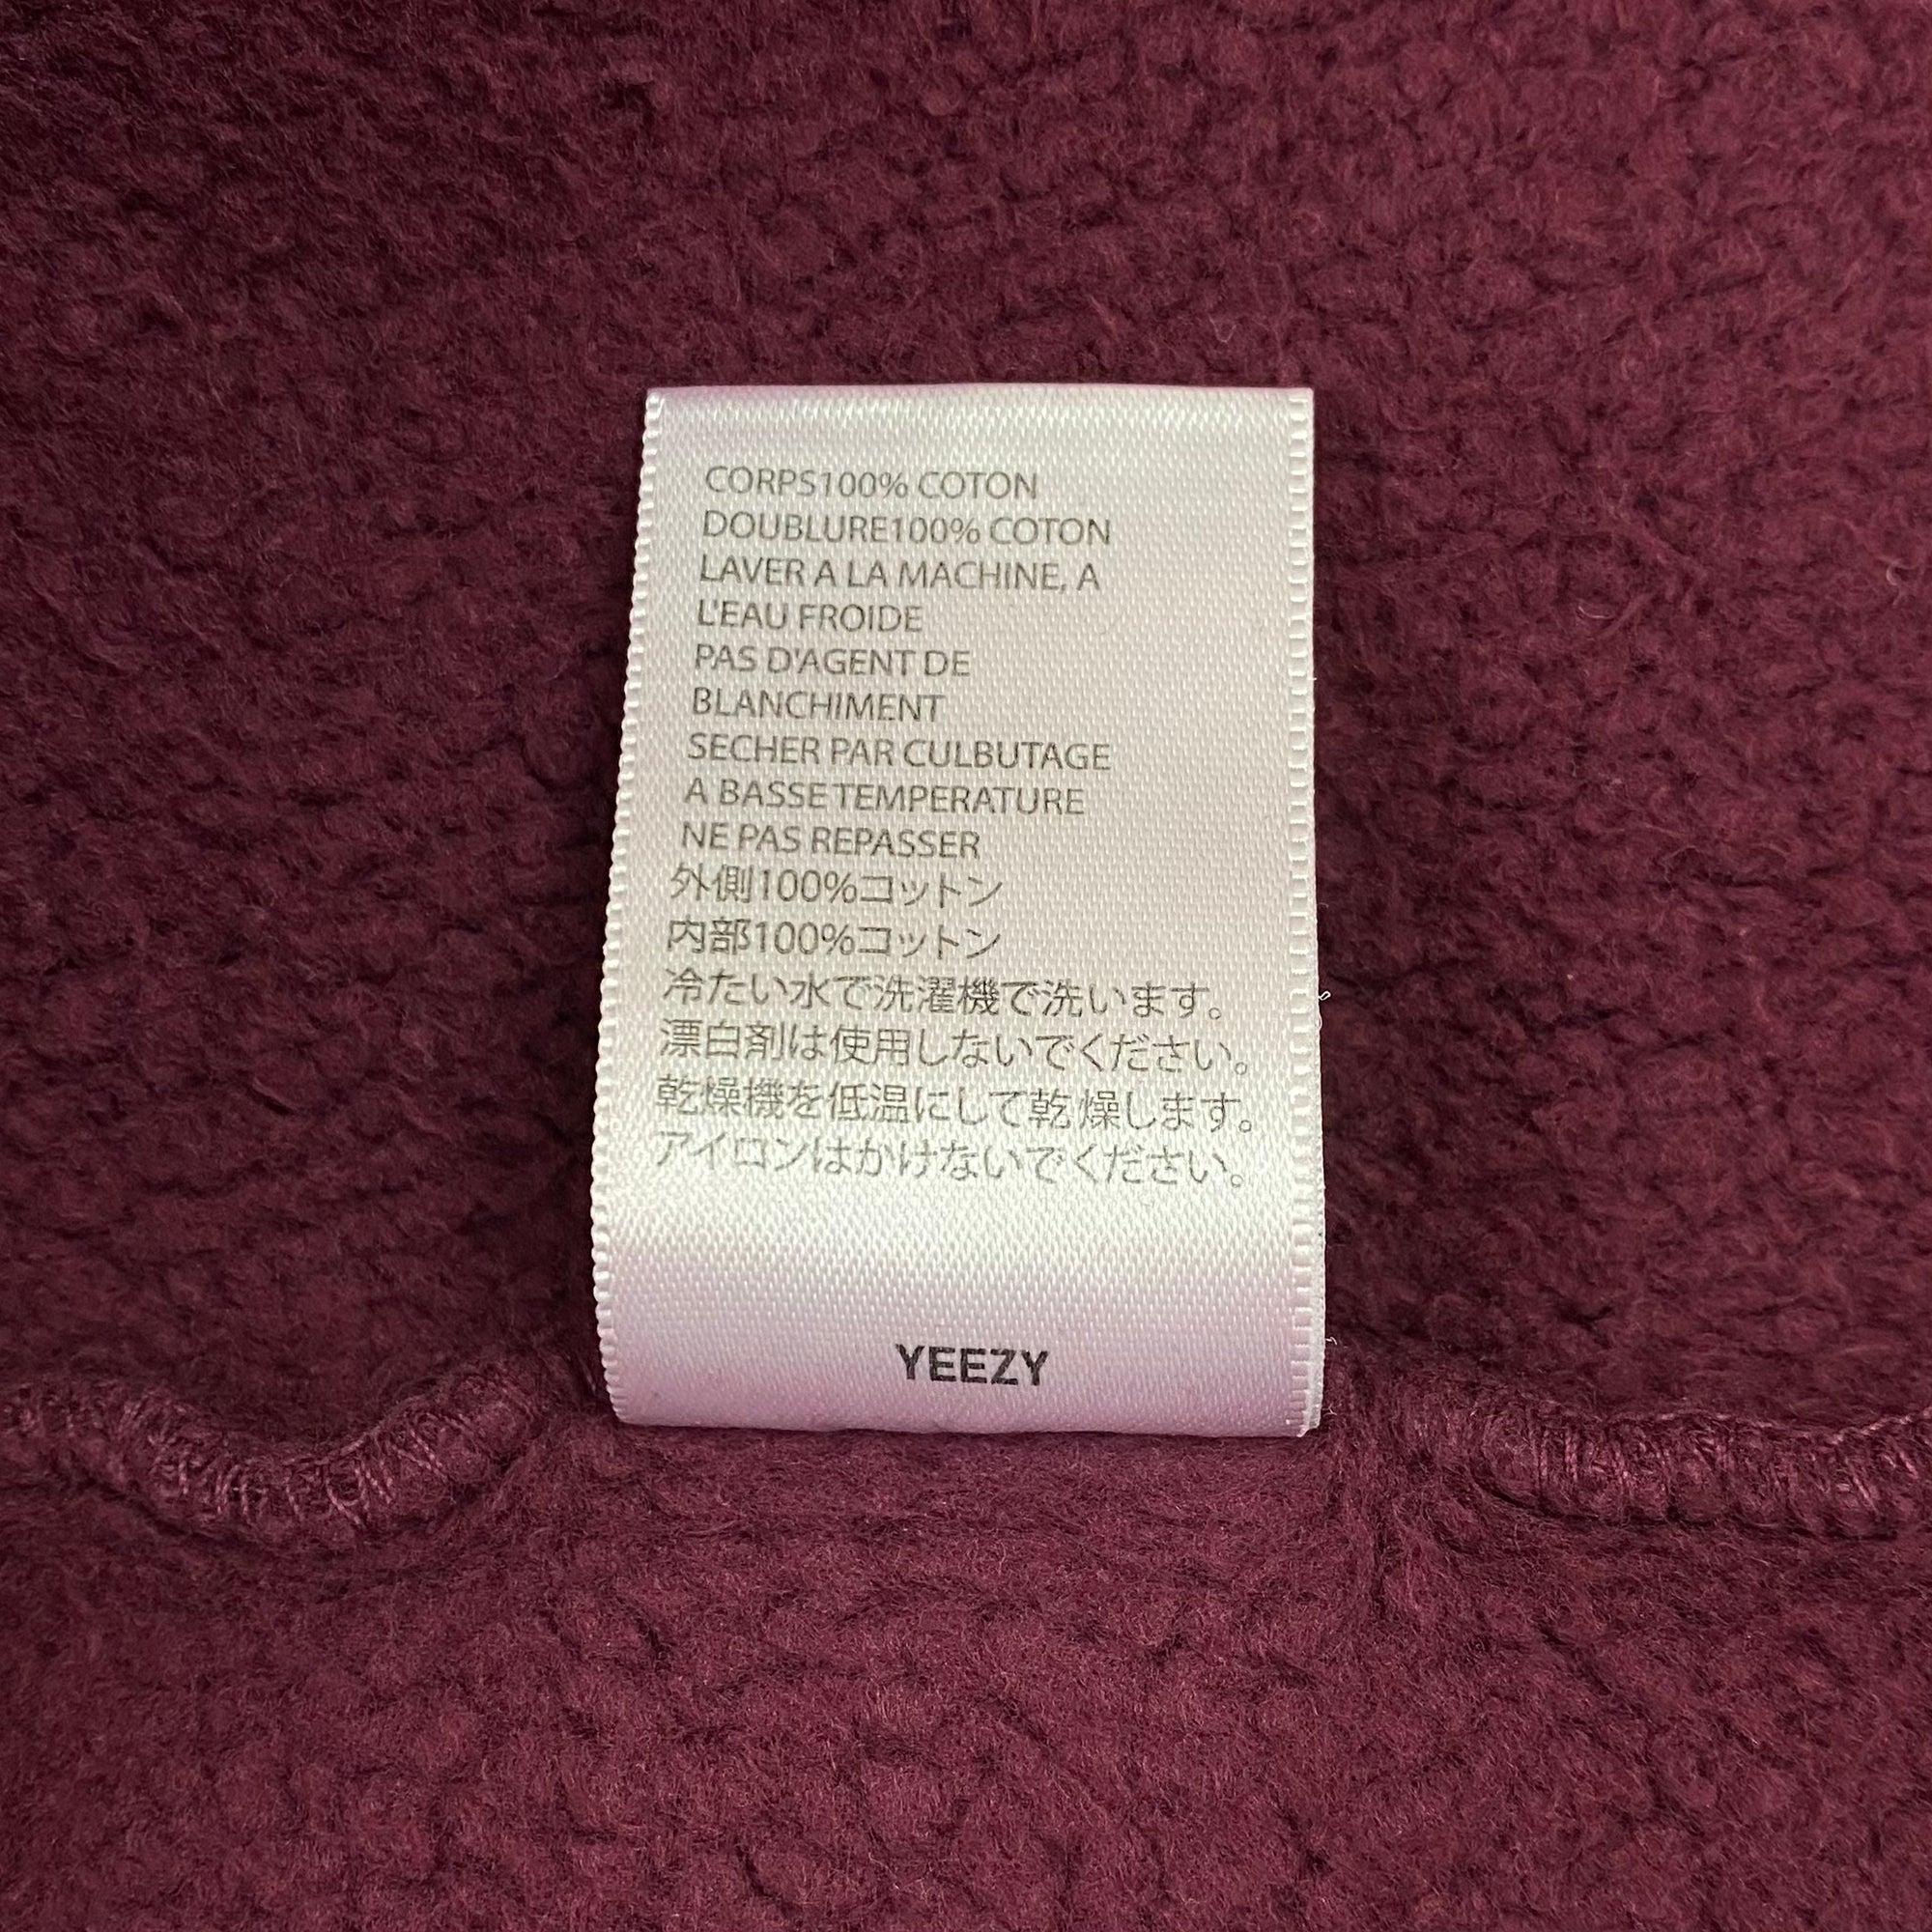 CORPS100% COTON
DOUBLURE100% COTON
LAVER A LA MACHINE, A
L'EAU FROIDE
PAS D'AGENT DE
BLANCHIMENT
SECHER PAR CULBUTAGE
A BASSE TEMPERATURE
NE PAS REPASSER
外側100%コットン
内部100%コットン
冷たい水で洗濯機で洗います。
漂白剤は使用しないでください。
乾燥機を低温にして乾 燥します。
アイロンはかけないでください。
YEEZY